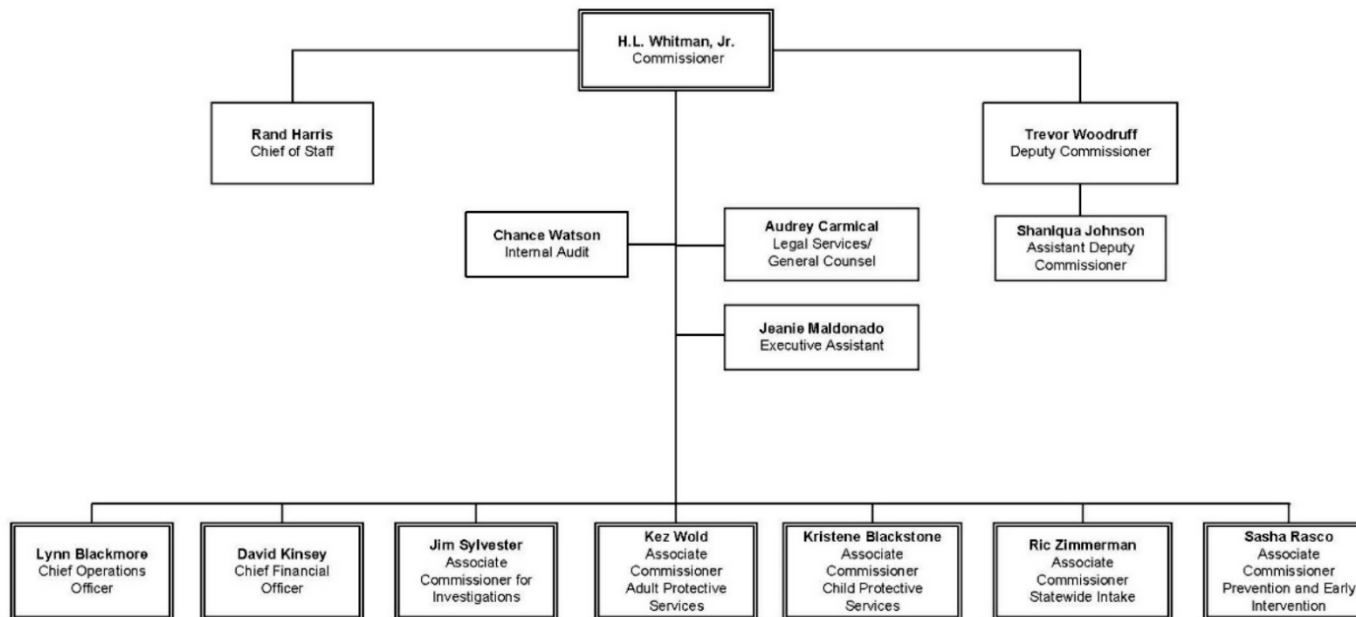 H.L. Whitman, Jr.
Commissioner
Rand Harris
Chief of Staff
Trevor Woodruff
Deputy Commissioner
Chance Watson
Internal Audit
Audrey Carmical
Legal Services/
General Counsel
Shaniqua Johnson
Assistant Deputy
Commissioner
Jeanie Maldonado
Executive Assistant
Lynn Blackmore
Chief Operations
Officer
David Kinsey
Chief Financial
Officer
Jim Sylvester
Associate
Commissioner for
Investigations
Kez Wold
Associate
Commissioner
Adult Protective
Services
Kristene Blackstone
Associate
Commissioner
Child Protective
Services
Ric Zimmerman
Associate
Commissioner
Statewide Intake
Sasha Rasco
Associate
Commissioner
Prevention and Early
Intervention